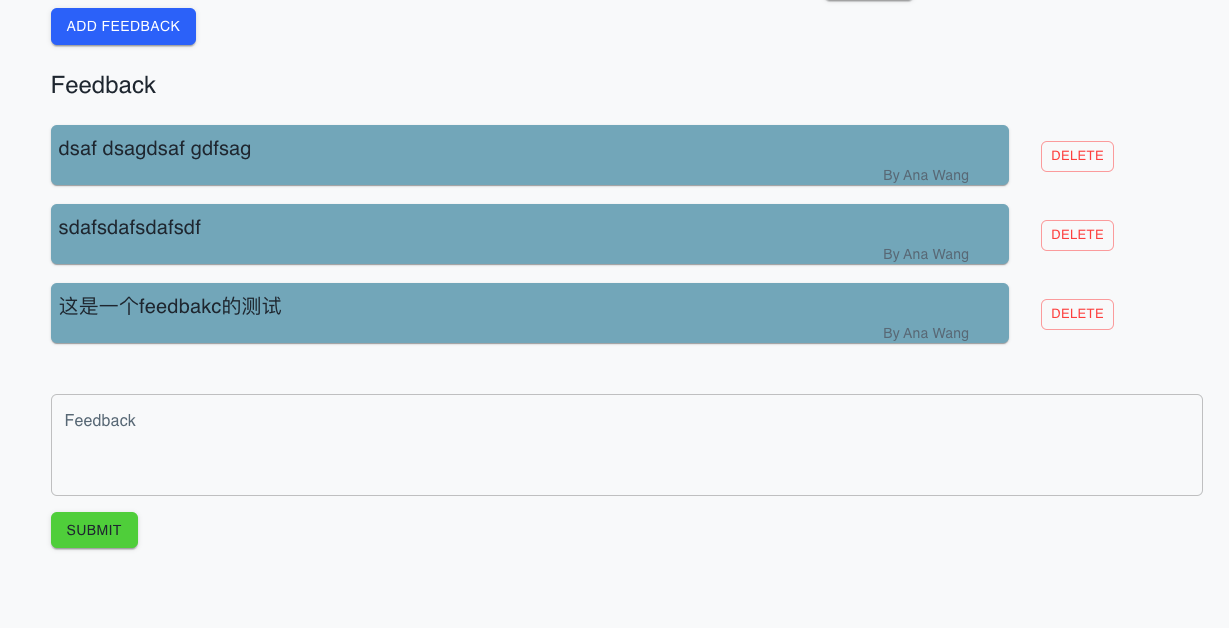 ADD FEEDBACK
Feedback
dsaf dsagdsaf gdfsag
By Ana Wang
DELETE
sdafsdafsdafsdf
By Ana Wang
DELETE
这是一个feedbakc的测试
By Ana Wang
DELETE
Feedback
SUBMIT